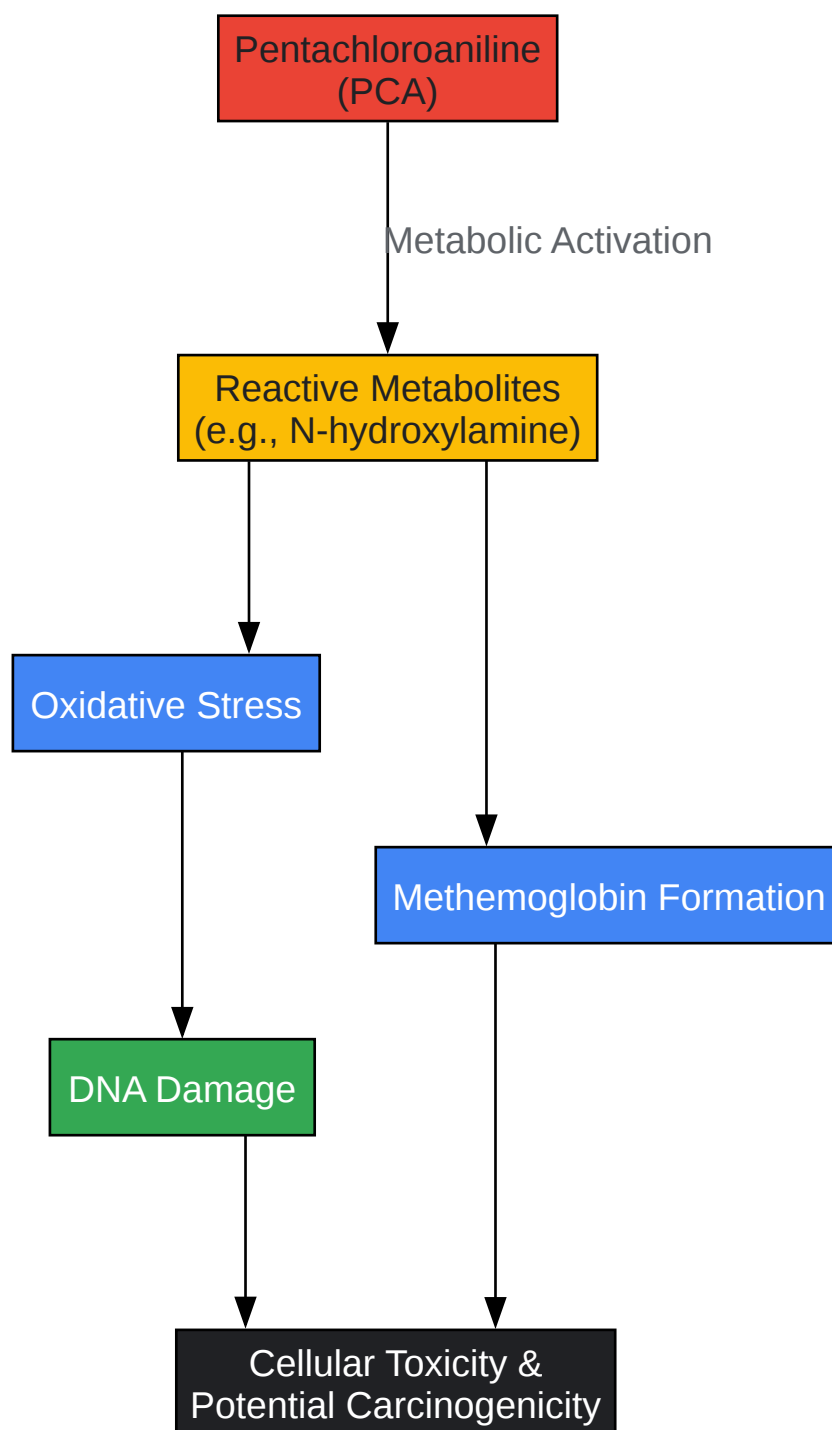 Pentachloroaniline
(PCA)
Metabolic Activation
Reactive Metabolites
(e.g., N-hydroxylamine)
Oxidative Stress
Methemoglobin Formation
DNA Damage
Cellular Toxicity &
Potential Carcinogenicity